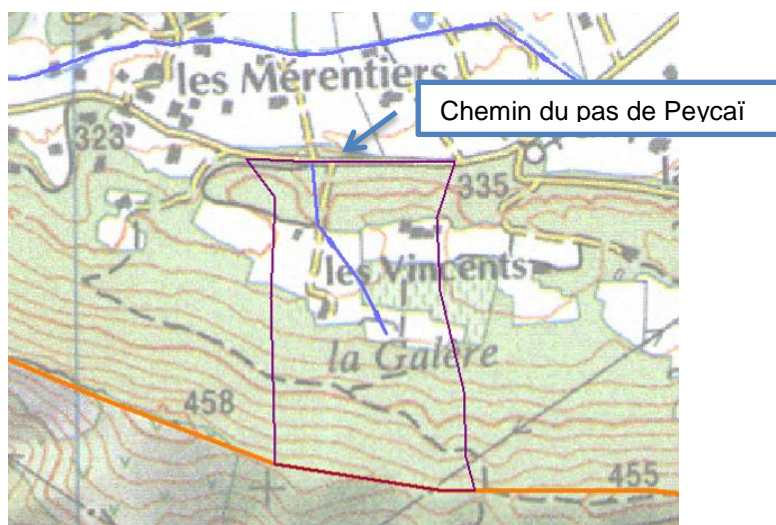 les Mérentiers
Chemin du pas de Peycaï
323
335
les Vincents
la Galère
458
455